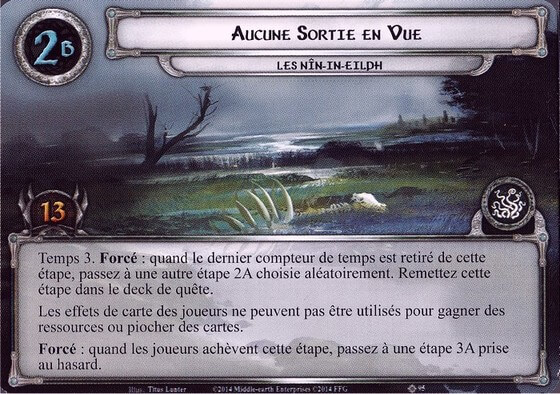 2B
AUCUNE SORTIE EN VUE
LES NÎN-IN-EILPH
13
Temps 3. Forcé : quand le dernier compteur de temps est retiré de cette
étape, passez à une autre étape 2A choisie aléatoirement. Remettez cette
étape dans le deck de quête.
Les effets de carte des joueurs ne peuvent pas être utilisés pour gagner des
ressources ou piocher des cartes.
Forcé : quand les joueurs achèvent cette étape, passez à une étape 3A prise
au hasard.
Illus. Titus Lunter ©2014 Middle-earth Enterprises ©2014 FFG 95